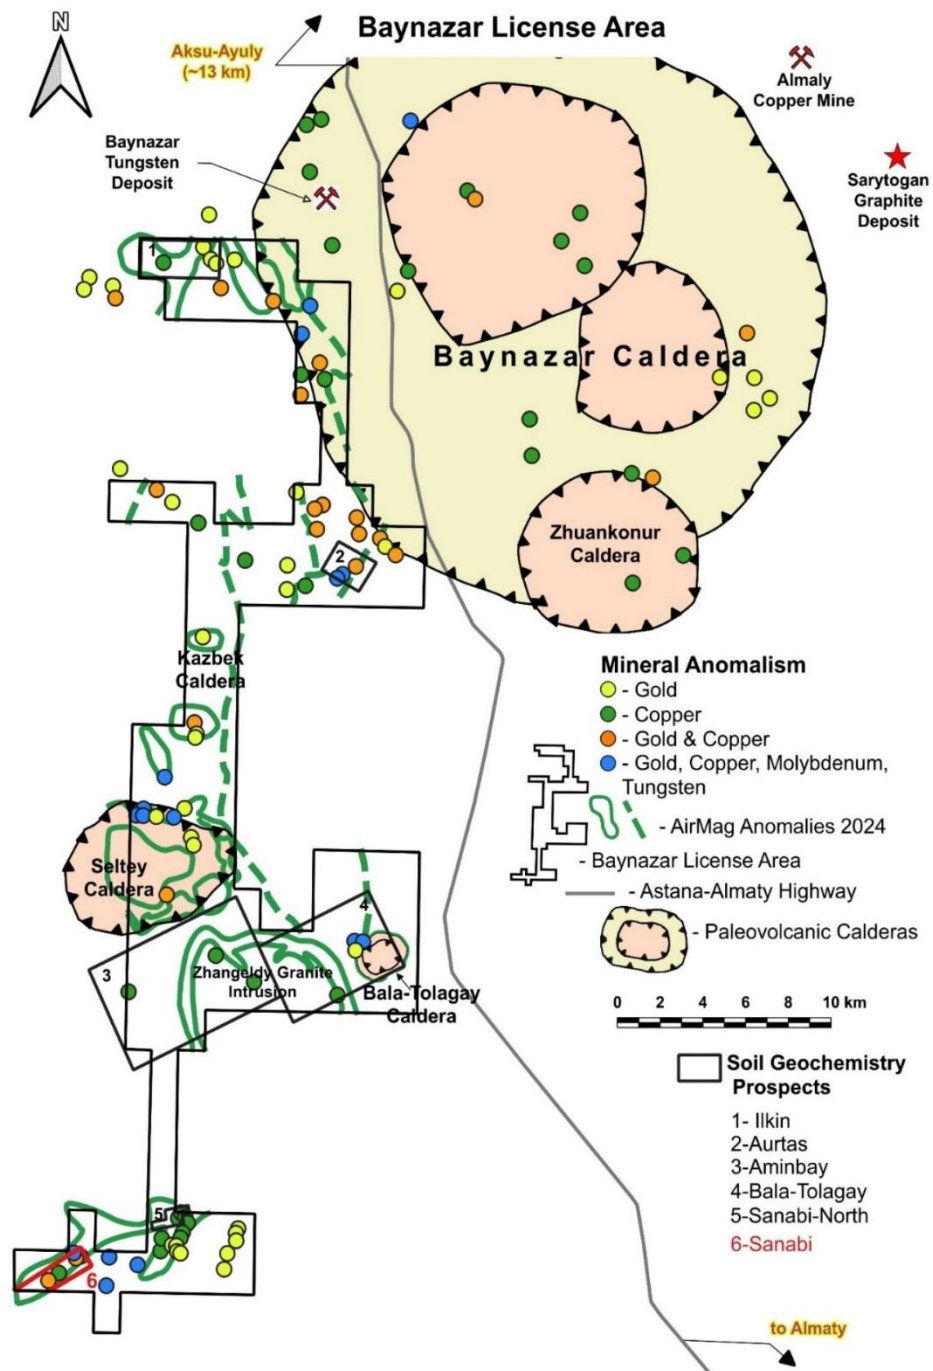 N
Baynazar License Area
Aksu-Ayuly
(~13 km)
Almaly
Copper Mine
Baynazar
Tungsten
Deposit
Sarytogan
Graphite
Deposit
1
Baynazar Caldera
Zhuankonur
Caldera
2
Kazbek
Caldera
Seltey
Caldera
3
4
Zhangeldy Granite
Intrusion
Bala-Tolagay
Caldera
5
6
Mineral Anomalism
- Gold
- Copper
- Gold & Copper
- Gold, Copper, Molybdenum,
Tungsten
- AirMag Anomalies 2024
- Baynazar License Area
- Astana-Almaty Highway
- Paleovolcanic Calderas
0 2 4 6 8 10 km
Soil Geochemistry
Prospects
1- Ilkin
2-Aurtas
3-Aminbay
4-Bala-Tolagay
5-Sanabi-North
6-Sanabi
to Almaty